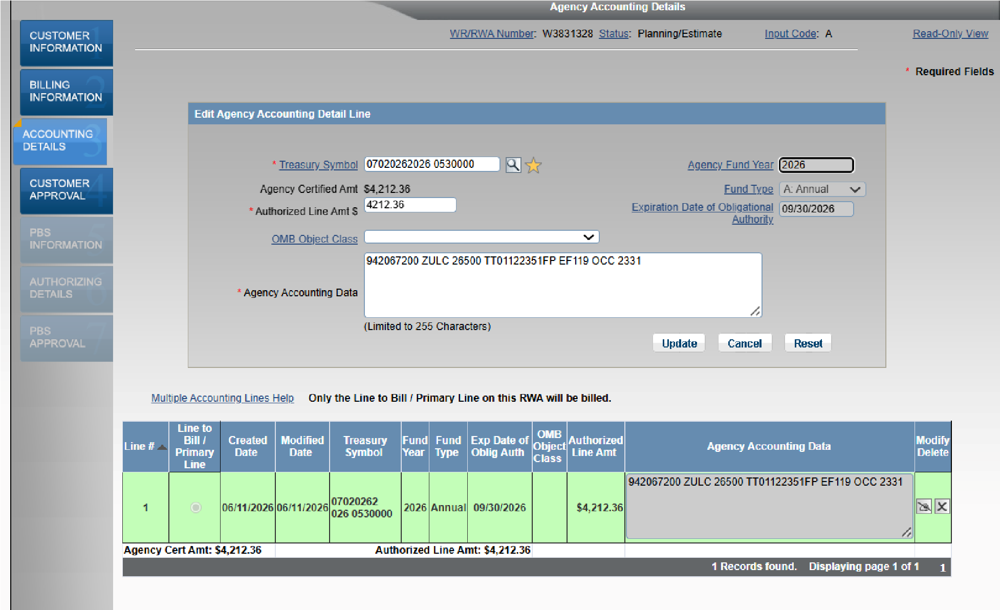 Agency Accounting Details
WR/RWA Number: W3831328 Status: Planning/Estimate Input Code: A Read-Only View
* Required Fields
CUSTOMER
INFORMATION
1
BILLING
INFORMATION
2
ACCOUNTING
DETAILS
3
CUSTOMER
APPROVAL
4
PBS
INFORMATION
5
AUTHORIZING
DETAILS
6
PBS
APPROVAL
7
Edit Agency Accounting Detail Line
* Treasury Symbol 07020262026 0530000 Agency Fund Year 2026
Agency Certified Amt $4,212.36 Fund Type A: Annual
* Authorized Line Amt $ 4212.36 Expiration Date of Obligational
Authority 09/30/2026
OMB Object Class
* Agency Accounting Data 942067200 ZULC 26500 TT01122351FP EF119 OCC 2331
(Limited to 255 Characters)
Update Cancel Reset
Multiple Accounting Lines Help Only the Line to Bill / Primary Line on this RWA will be billed.
Line # Line to Bill / Primary Line Created Date Modified Date Treasury Symbol Fund Year Fund Type Exp Date of Oblig Auth OMB Object Class Authorized Line Amt Agency Accounting Data Modify Delete
1 06/11/2026 06/11/2026 07020262 026 0530000 2026 Annual 09/30/2026 $4,212.36 942067200 ZULC 26500 TT01122351FP EF119 OCC 2331
Agency Cert Amt: $4,212.36 Authorized Line Amt: $4,212.36
1 Records found. Displaying page 1 of 1 1